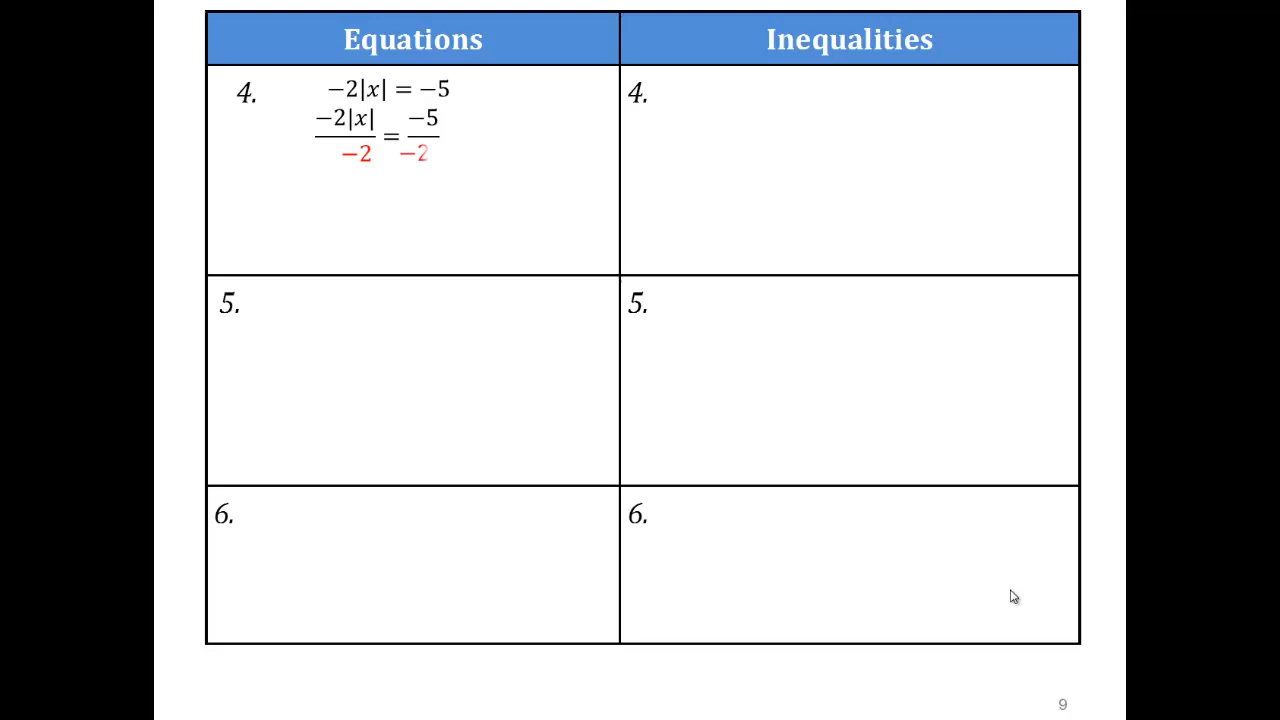 Equations Inequalities
4. −2|x| = −5 4.
−2|x| / −2 = −5 / −2
5. 5.
6. 6.
9